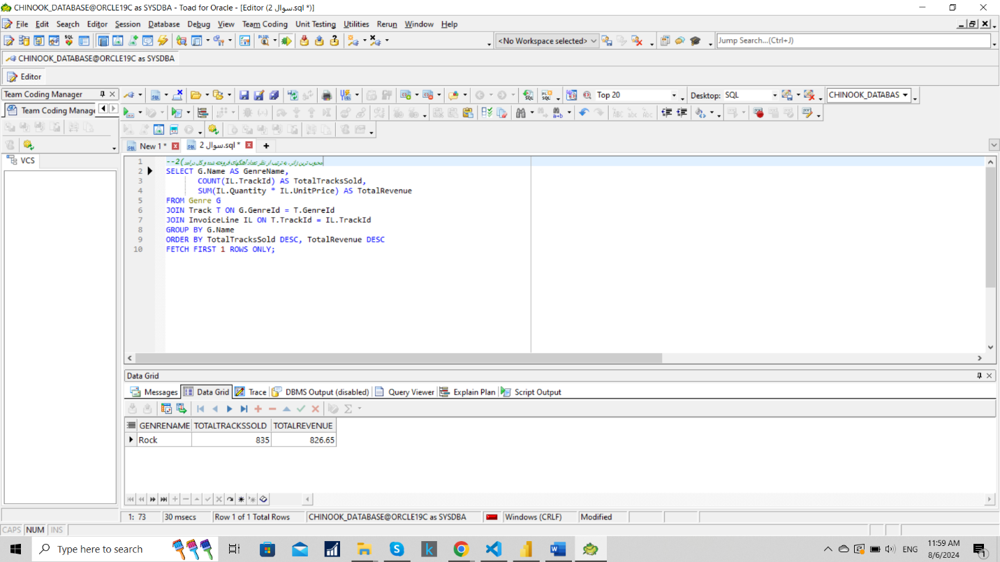 CHINOOK_DATABASE@ORCLE19C as SYSDBA - Toad for Oracle - [Editor (سوال 2.sql *)]
File Edit Search Editor Session Database Debug View Team Coding Unit Testing Utilities Rerun Window Help
<No Workspace selected> Jump Search...(Ctrl+J)
CHINOOK_DATABASE@ORCLE19C as SYSDBA
Editor
Team Coding Manager
Top 20 Desktop: SQL CHINOOK_DATABAS
Team Coding Manage
New 1 * سوال 2.sql * +
VCS
1 --2(محبوب ترین ژانر، به ترتیب از نظر تعداد آهنگهای فروخته شده و کل درامد
2 SELECT G.Name AS GenreName,
3 COUNT(IL.TrackId) AS TotalTracksSold,
4 SUM(IL.Quantity * IL.UnitPrice) AS TotalRevenue
5 FROM Genre G
6 JOIN Track T ON G.GenreId = T.GenreId
7 JOIN InvoiceLine IL ON T.TrackId = IL.TrackId
8 GROUP BY G.Name
9 ORDER BY TotalTracksSold DESC, TotalRevenue DESC
10 FETCH FIRST 1 ROWS ONLY;
Data Grid
Messages Data Grid Trace DBMS Output (disabled) Query Viewer Explain Plan Script Output
GENRENAME TOTALTRACKSSOLD TOTALREVENUE
Rock 835 826.65
1: 73 30 msecs Row 1 of 1 Total Rows CHINOOK_DATABASE@ORCLE19C as SYSDBA Windows (CRLF) Modified
CAPS NUM INS
Type here to search ENG 11:59 AM
8/6/2024 1